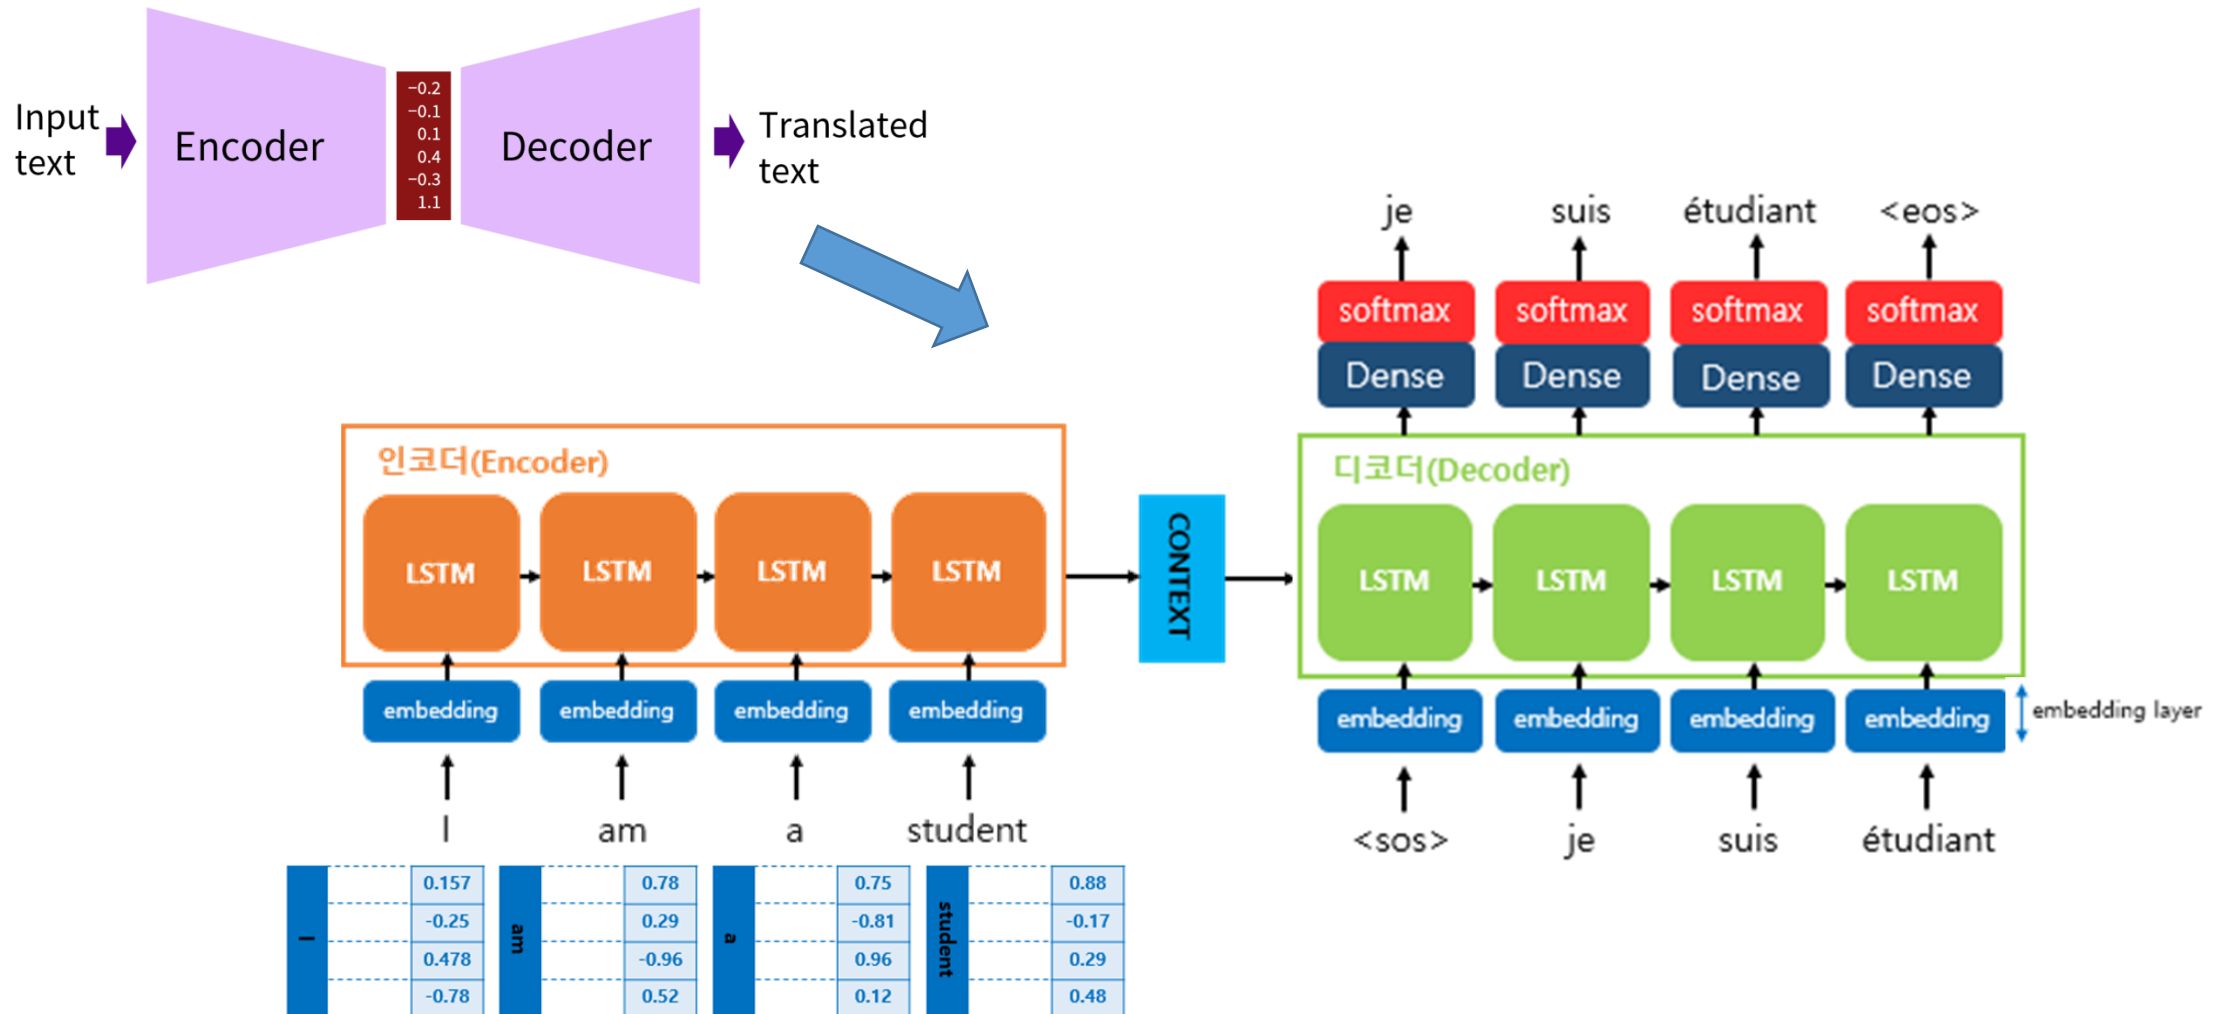 Input
text
Encoder
−0.2
−0.1
0.1
0.4
−0.3
1.1
Decoder
Translated
text
je suis étudiant <eos>
softmax softmax softmax softmax
Dense Dense Dense Dense
인코더(Encoder)
LSTM LSTM LSTM LSTM
CONTEXT
디코더(Decoder)
LSTM LSTM LSTM LSTM
embedding embedding embedding embedding
embedding embedding embedding embedding
embedding layer
I am a student
<sos> je suis étudiant
I
0.157
-0.25
0.478
-0.78
am
0.78
0.29
-0.96
0.52
a
0.75
-0.81
0.96
0.12
student
0.88
-0.17
0.29
0.48